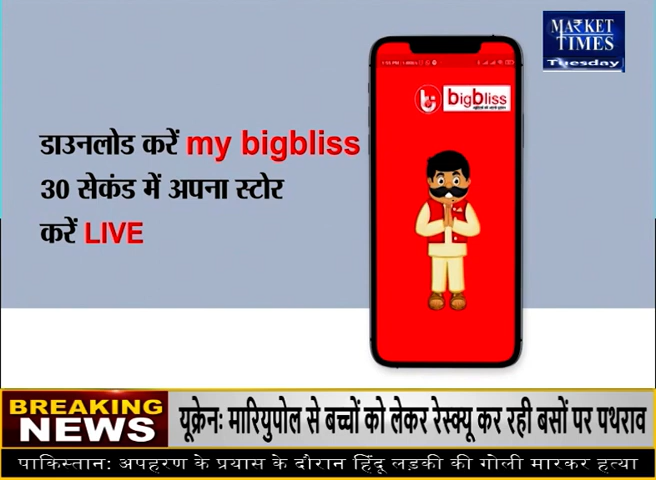 MARKET
TIMES
Tuesday
bigbliss
डाउनलोड करें my bigbliss
30 सेकंड में अपना स्टोर
करें LIVE
BREAKING
NEWS
यूक्रेनः मारियुपोल से बच्चों को लेकर रेस्क्यू कर रही बसों पर पथराव
पाकिस्तान: अपहरण के प्रयास के दौरान हिंदू लड़की की गोली मारकर हत्या